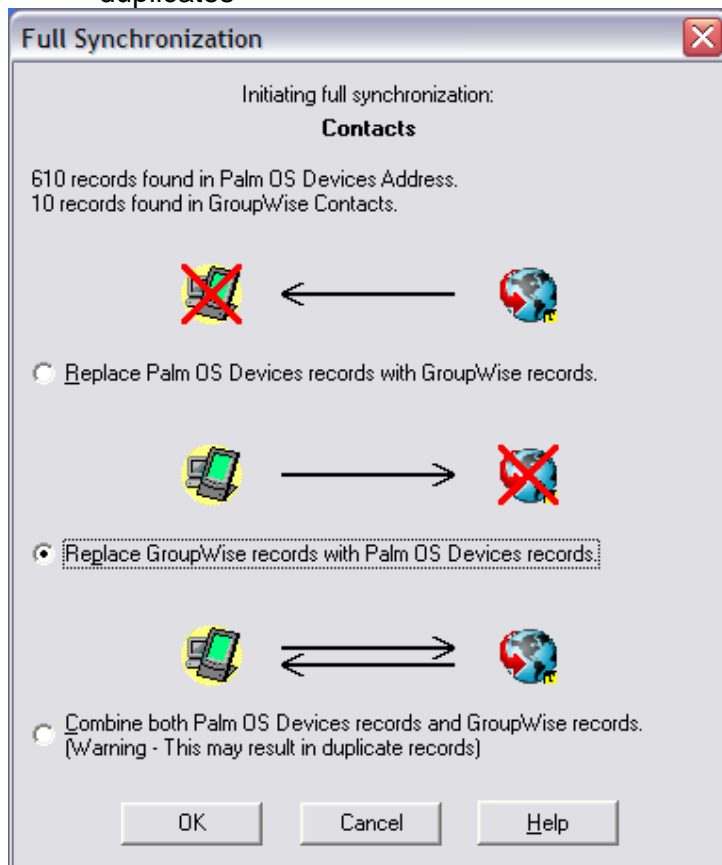 duplicates
Full Synchronization
Initiating full synchronization:
Contacts
610 records found in Palm OS Devices Address.
10 records found in GroupWise Contacts.
Replace Palm OS Devices records with GroupWise records.
Replace GroupWise records with Palm OS Devices records.
Combine both Palm OS Devices records and GroupWise records.
(Warning - This may result in duplicate records)
OK Cancel Help